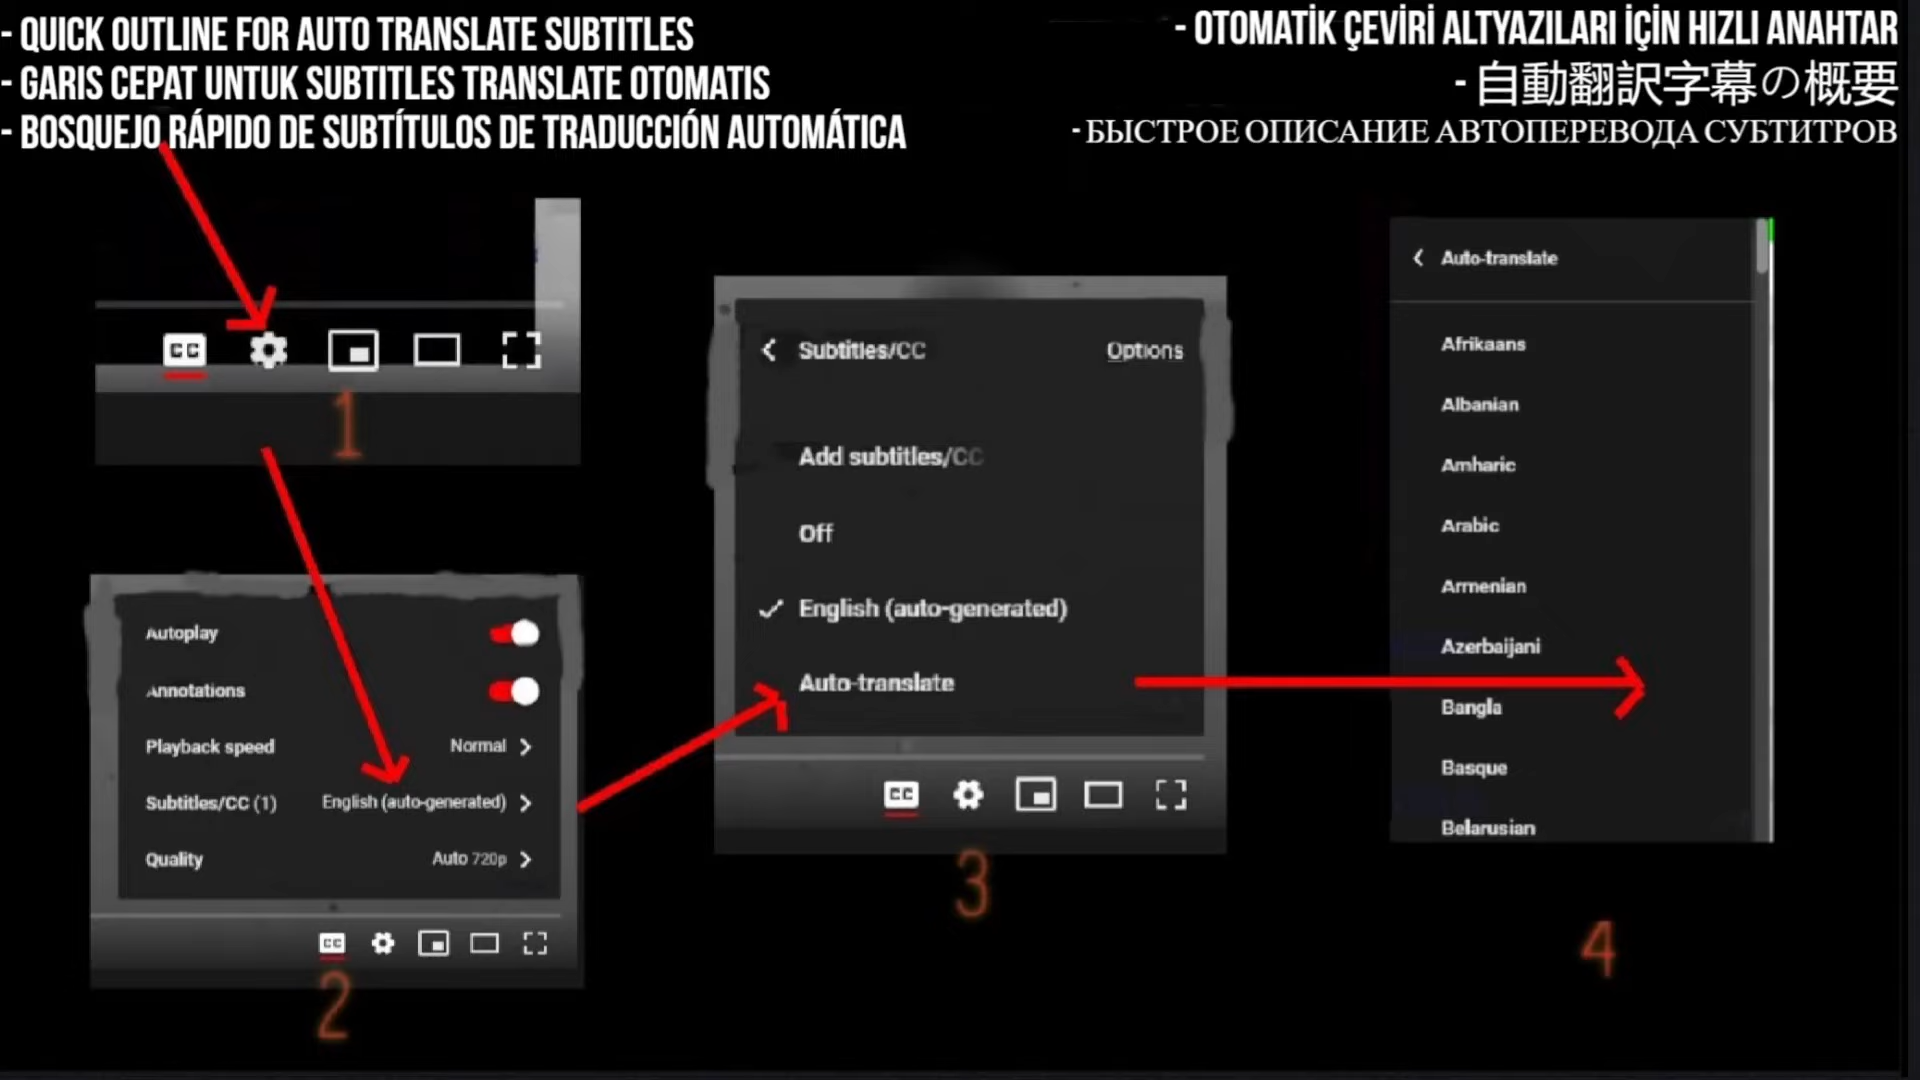 - QUICK OUTLINE FOR AUTO TRANSLATE SUBTITLES
- GARIS CEPAT UNTUK SUBTITLES TRANSLATE OTOMATIS
- BOSQUEJO RÁPIDO DE SUBTÍTULOS DE TRADUCCIÓN AUTOMÁTICA
- OTOMATİK ÇEVİRİ ALTYAZILARI İÇİN HIZLI ANAHTAR
- 自動翻訳字幕の概要
- БЫСТРОЕ ОПИСАНИЕ АВТОПЕРЕВОДА СУБТИТРОВ
CC
1
Autoplay
Annotations
Playback speed Normal
Subtitles/CC (1) English (auto-generated)
Quality Auto 720p
CC
2
Subtitles/CC Options
Add subtitles/CC
Off
English (auto-generated)
Auto-translate
CC
3
Auto-translate
Afrikaans
Albanian
Amharic
Arabic
Armenian
Azerbaijani
Bangla
Basque
Belarusian
4